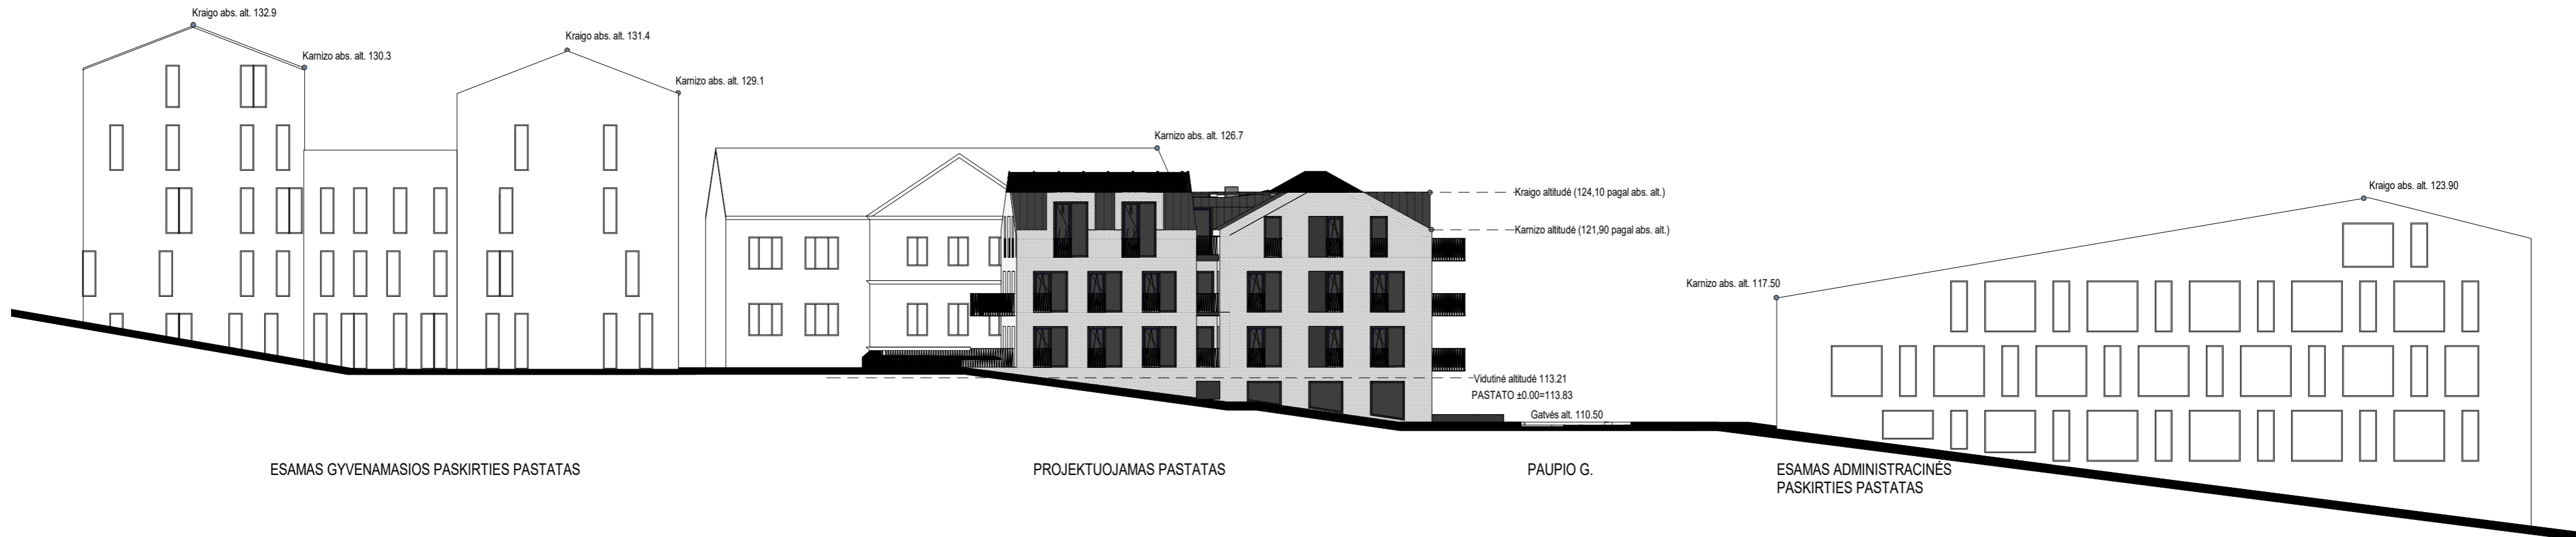 Kraigo abs. alt. 132.9
Karnizo abs. alt. 130.3
Kraigo abs. alt. 131.4
Karnizo abs. alt. 129.1
Karnizo abs. alt. 126.7
Kraigo altitudė (124,10 pagal abs. alt.)
Karnizo altitudė (121,90 pagal abs. alt.)
Vidutinė altitudė 113.21
PASTATO ±0.00=113.83
Gatvės alt. 110.50
Kraigo abs. alt. 123.90
Karnizo abs. alt. 117.50
ESAMAS GYVENAMASIOS PASKIRTIES PASTATAS
PROJEKTUOJAMAS PASTATAS
PAUPIO G.
ESAMAS ADMINISTRACINĖS
PASKIRTIES PASTATAS